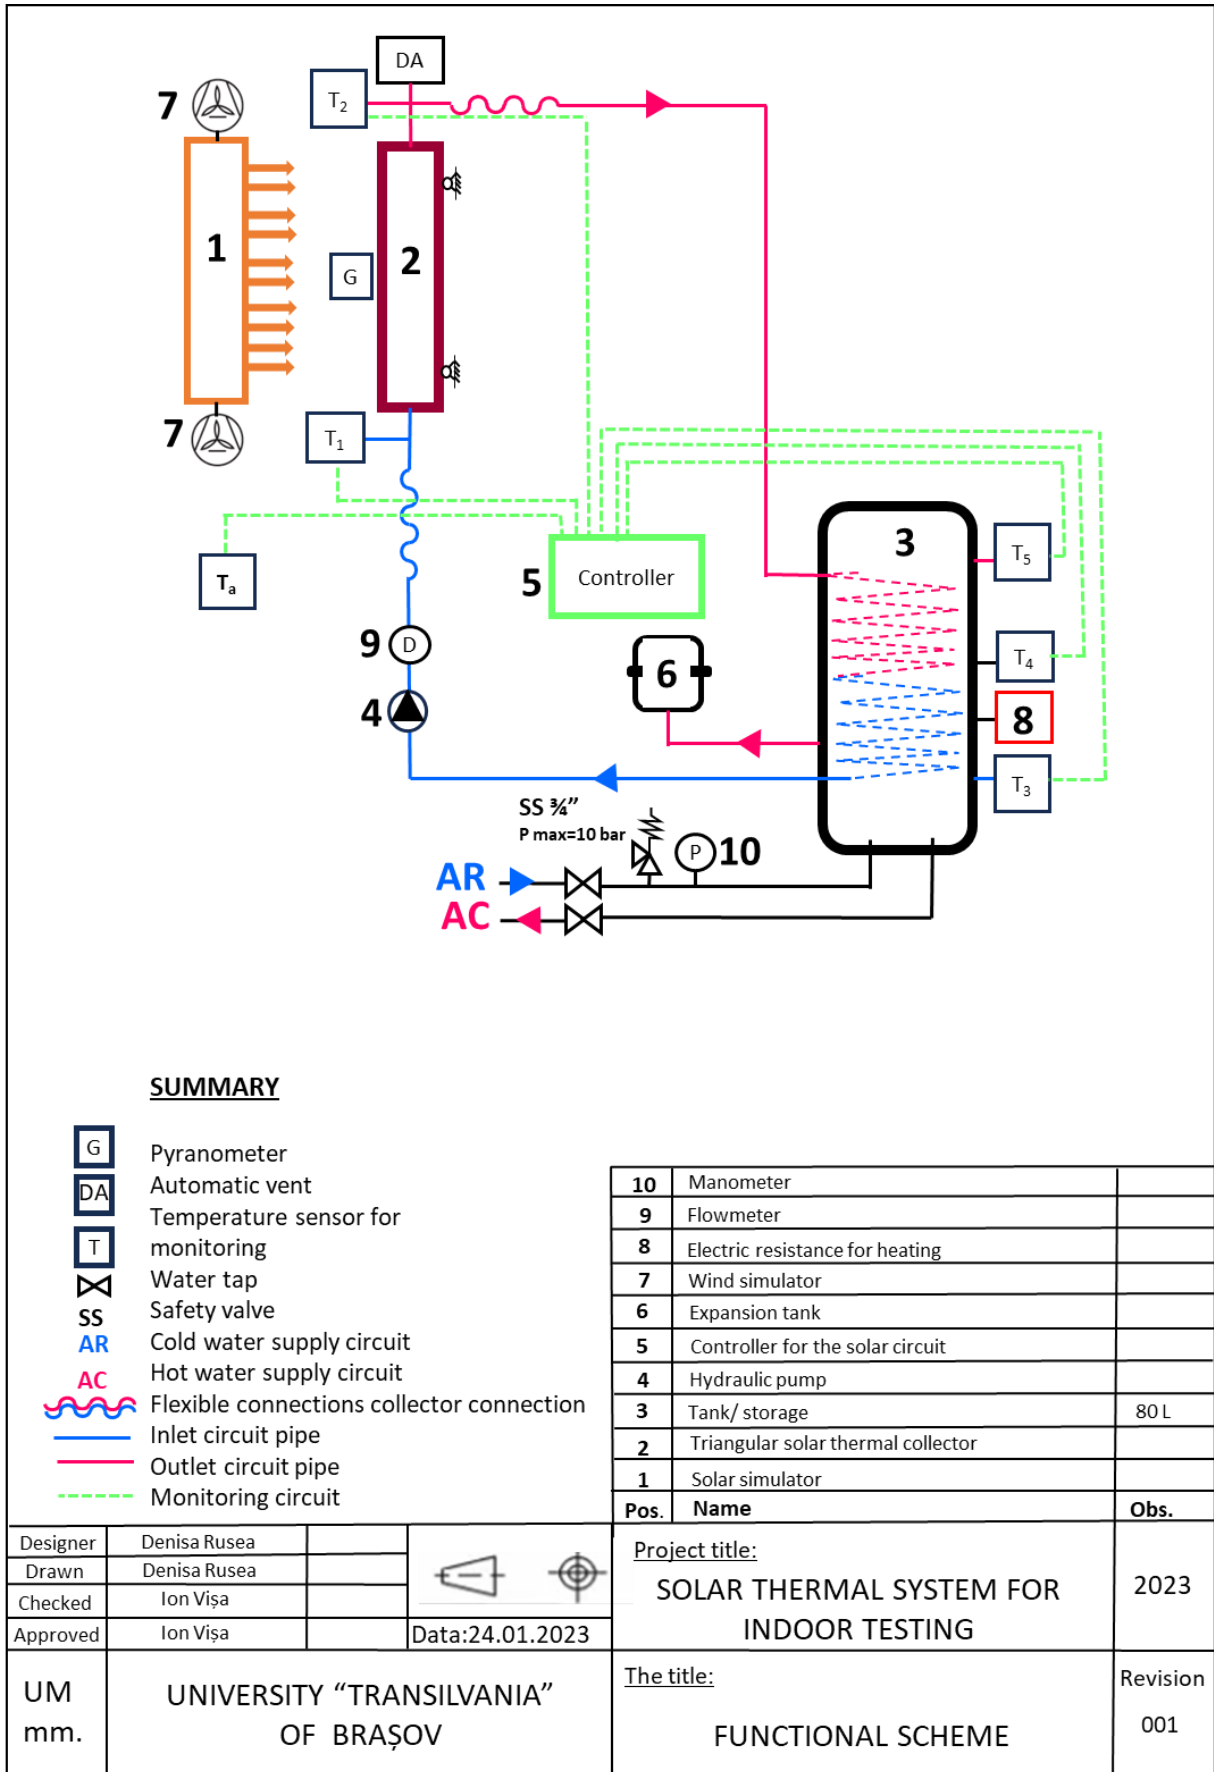 DA
7
T2
1
2
G
7
T1
Ta
5
Controller
3
T5
9
D
6
T4
4
8
T3
SS ¾”
P max=10 bar
P
10
AR
AC
SUMMARY
G
Pyranometer
DA
Automatic vent
T
Temperature sensor for
monitoring
Water tap
SS
Safety valve
AR
Cold water supply circuit
AC
Hot water supply circuit
Flexible connections collector connection
Inlet circuit pipe
Outlet circuit pipe
Monitoring circuit
10 Manometer
9 Flowmeter
8 Electric resistance for heating
7 Wind simulator
6 Expansion tank
5 Controller for the solar circuit
4 Hydraulic pump
3 Tank/ storage 80 L
2 Triangular solar thermal collector
1 Solar simulator
Pos. Name Obs.
Designer Denisa Rusea
Drawn Denisa Rusea
Checked Ion Vișa
Approved Ion Vișa
Data:24.01.2023
Project title:
SOLAR THERMAL SYSTEM FOR
INDOOR TESTING
2023
UM
mm.
UNIVERSITY “TRANSILVANIA”
OF BRAȘOV
The title:
FUNCTIONAL SCHEME
Revision
001